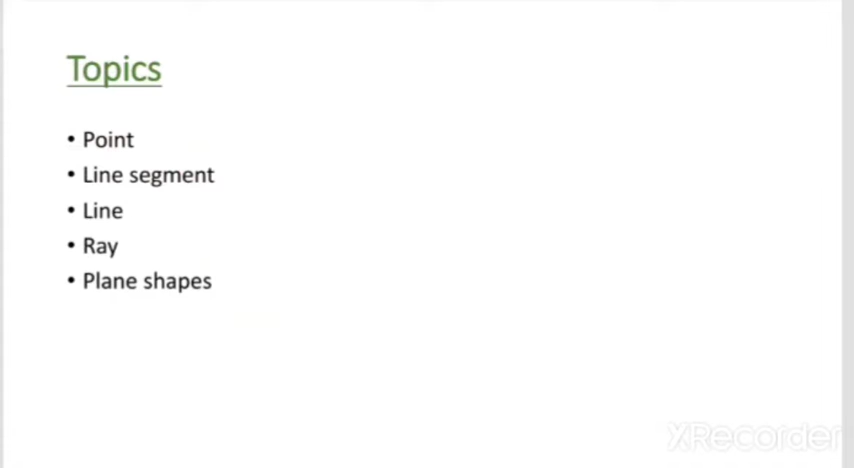 Topics
• Point
• Line segment
• Line
• Ray
• Plane shapes
XRecorder